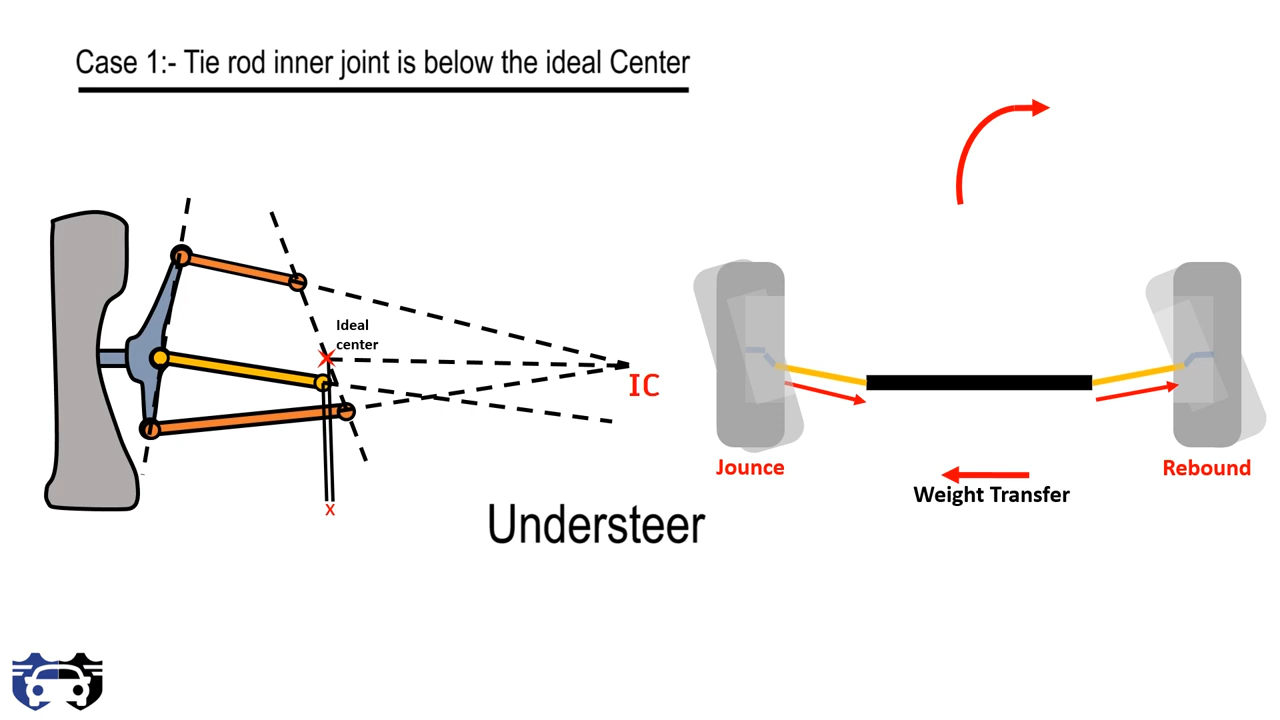 Case 1:- Tie rod inner joint is below the ideal Center
Ideal
center
IC
x
Understeer
Jounce
Rebound
Weight Transfer